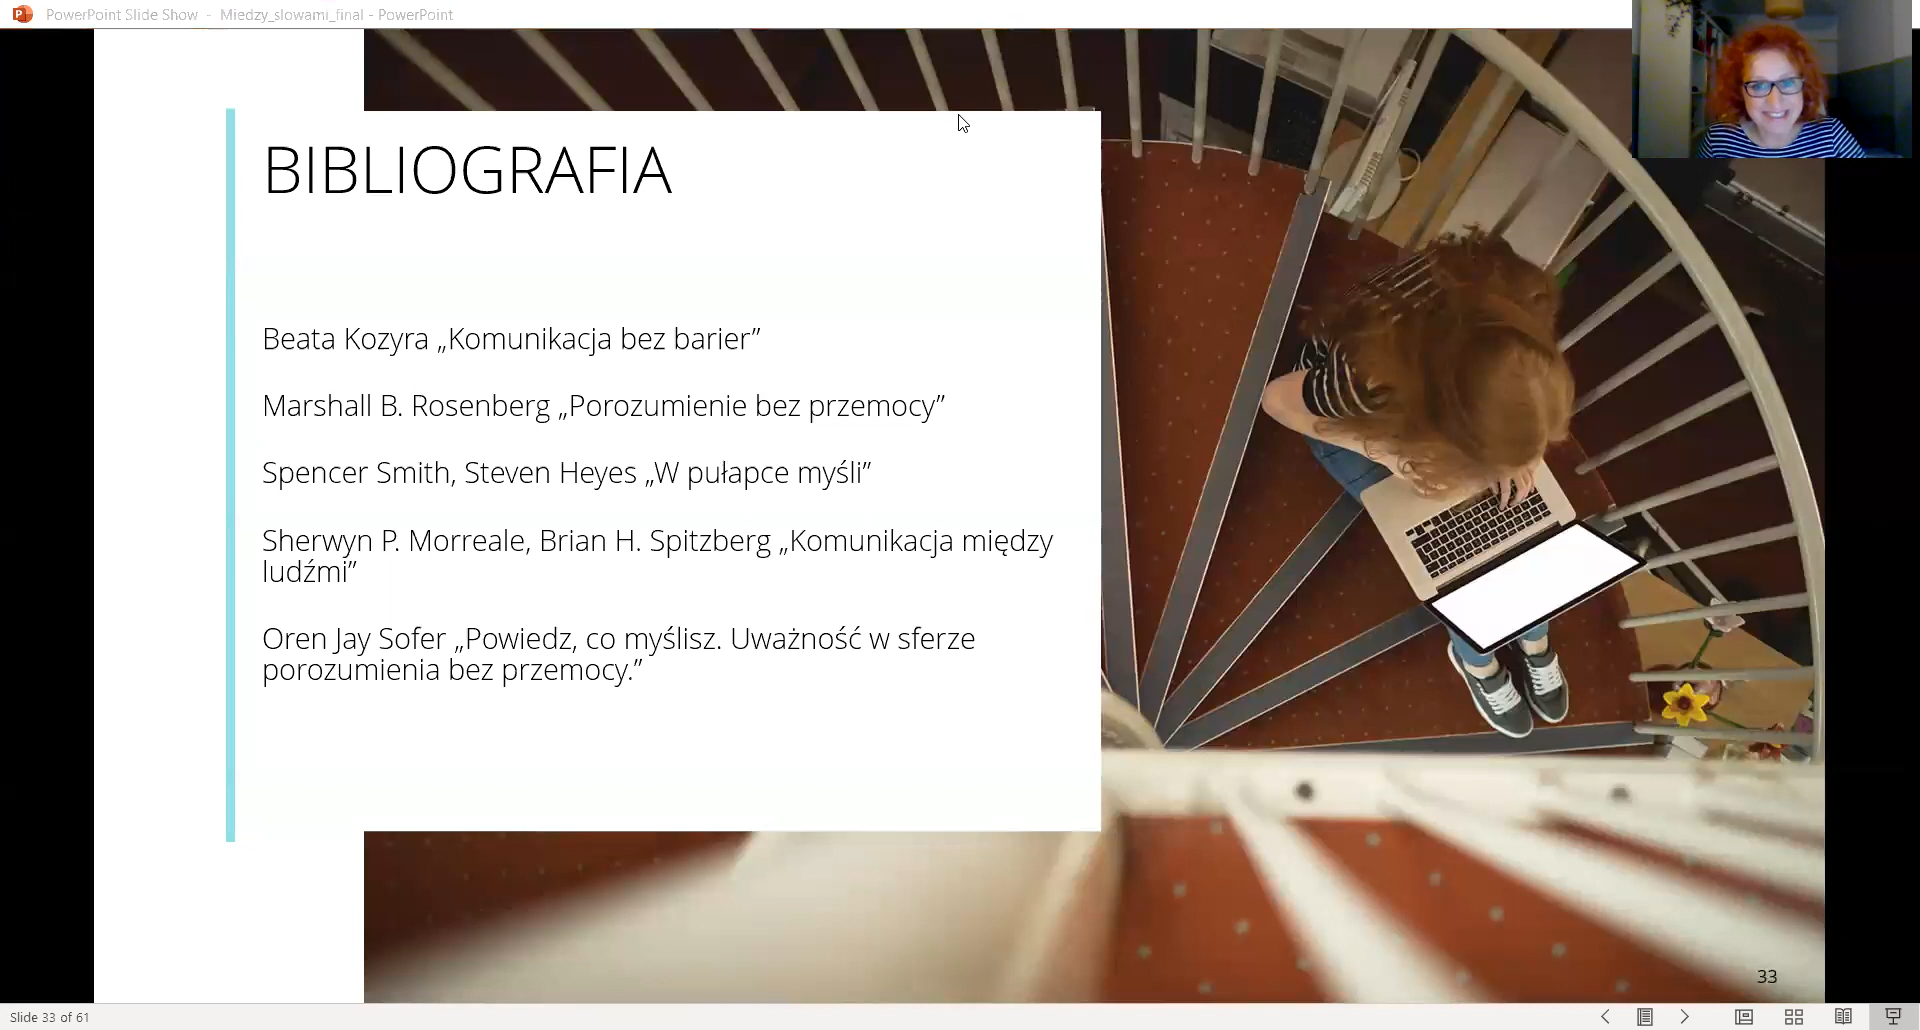 PowerPoint Slide Show - Miedzy_slowami_final - PowerPoint
BIBLIOGRAFIA
Beata Kozyra „Komunikacja bez barier”
Marshall B. Rosenberg „Porozumienie bez przemocy”
Spencer Smith, Steven Heyes „W pułapce myśli”
Sherwyn P. Morreale, Brian H. Spitzberg „Komunikacja między
ludźmi”
Oren Jay Sofer „Powiedz, co myślisz. Uważność w sferze
porozumienia bez przemocy.”
33
Slide 33 of 61